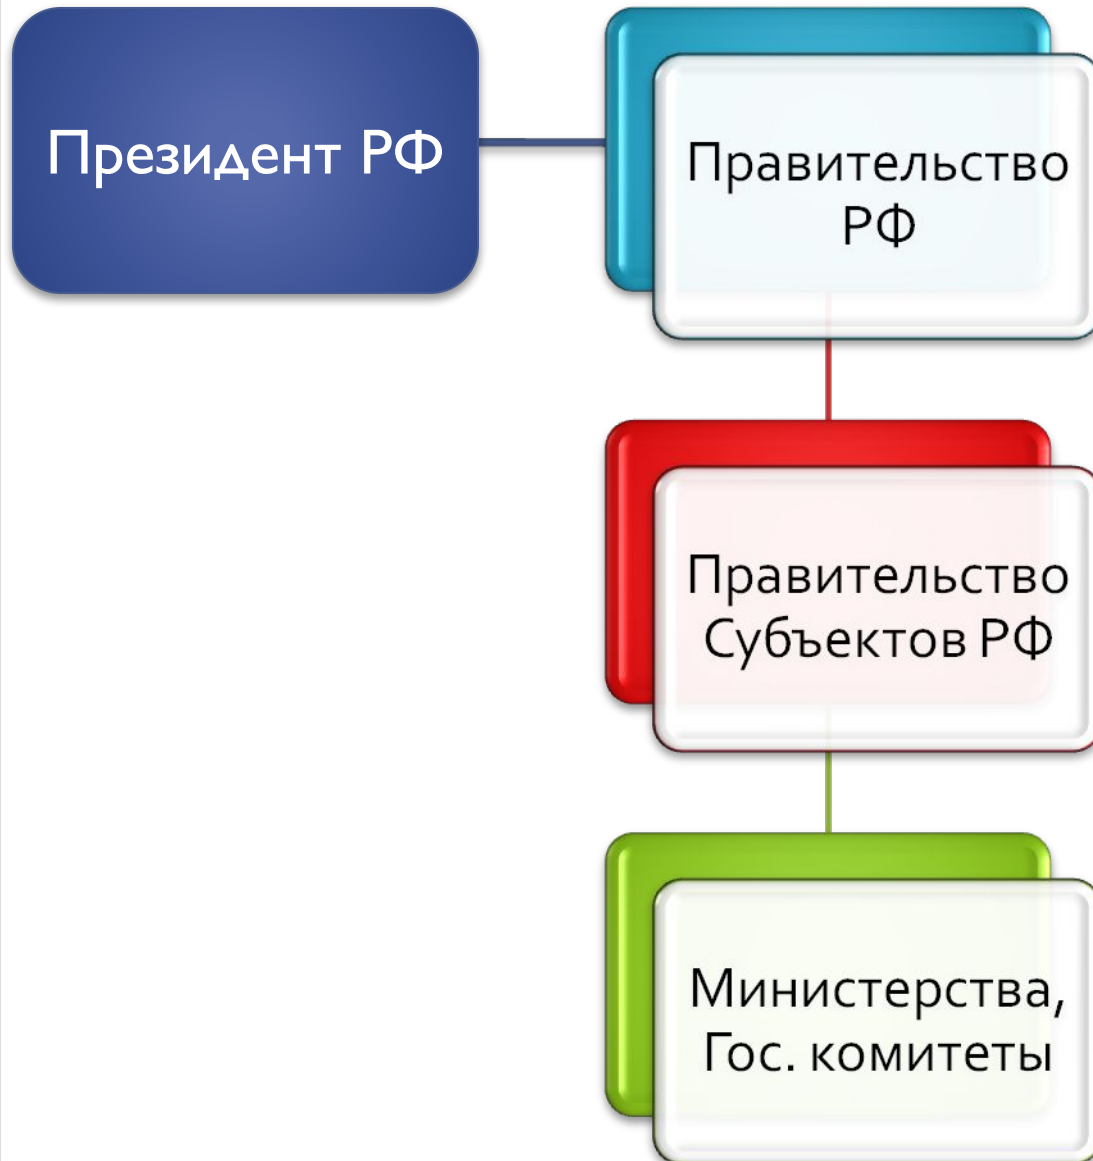 Президент РФ
Правительство
РФ
Правительство
Субъектов РФ
Министерства,
Гос. комитеты